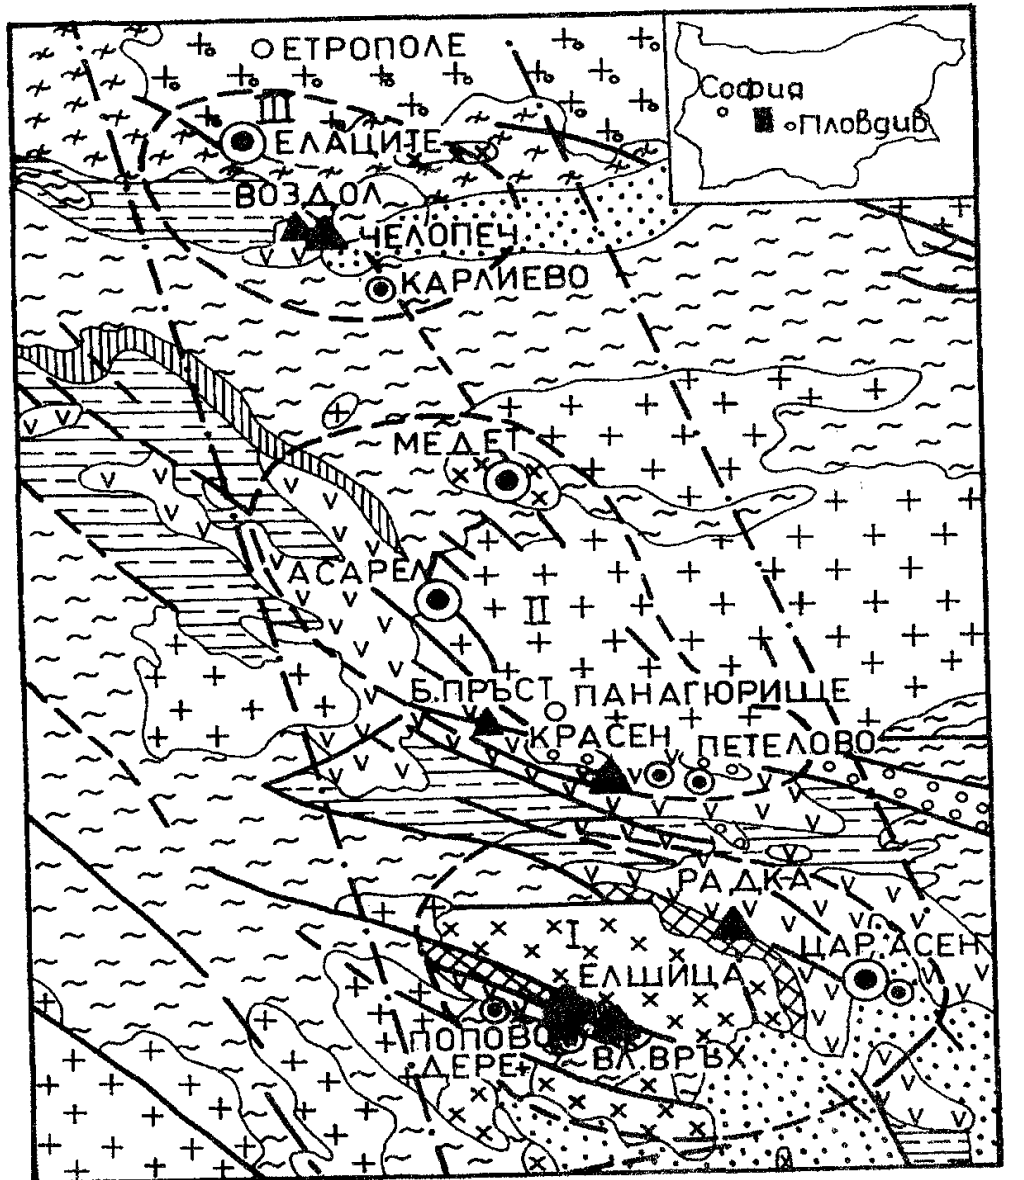 ЕТРОПОЛЕ
София
Пловдив
III
ЕЛАЦИТЕ
ВОЗДОЛ
ЧЕЛОПЕЧ
КАРЛИЕВО
МЕДЕТ
АСАРЕЛ
II
Б.ПРЪСТ
ПАНАГЮРИЩЕ
КРАСЕН
ПЕТЕЛОВО
РАДКА
I
ЦАР АСЕН
ЕЛШИЦА
ПОПОВО
ДЕРЕ
ВЛ.ВРЪХ